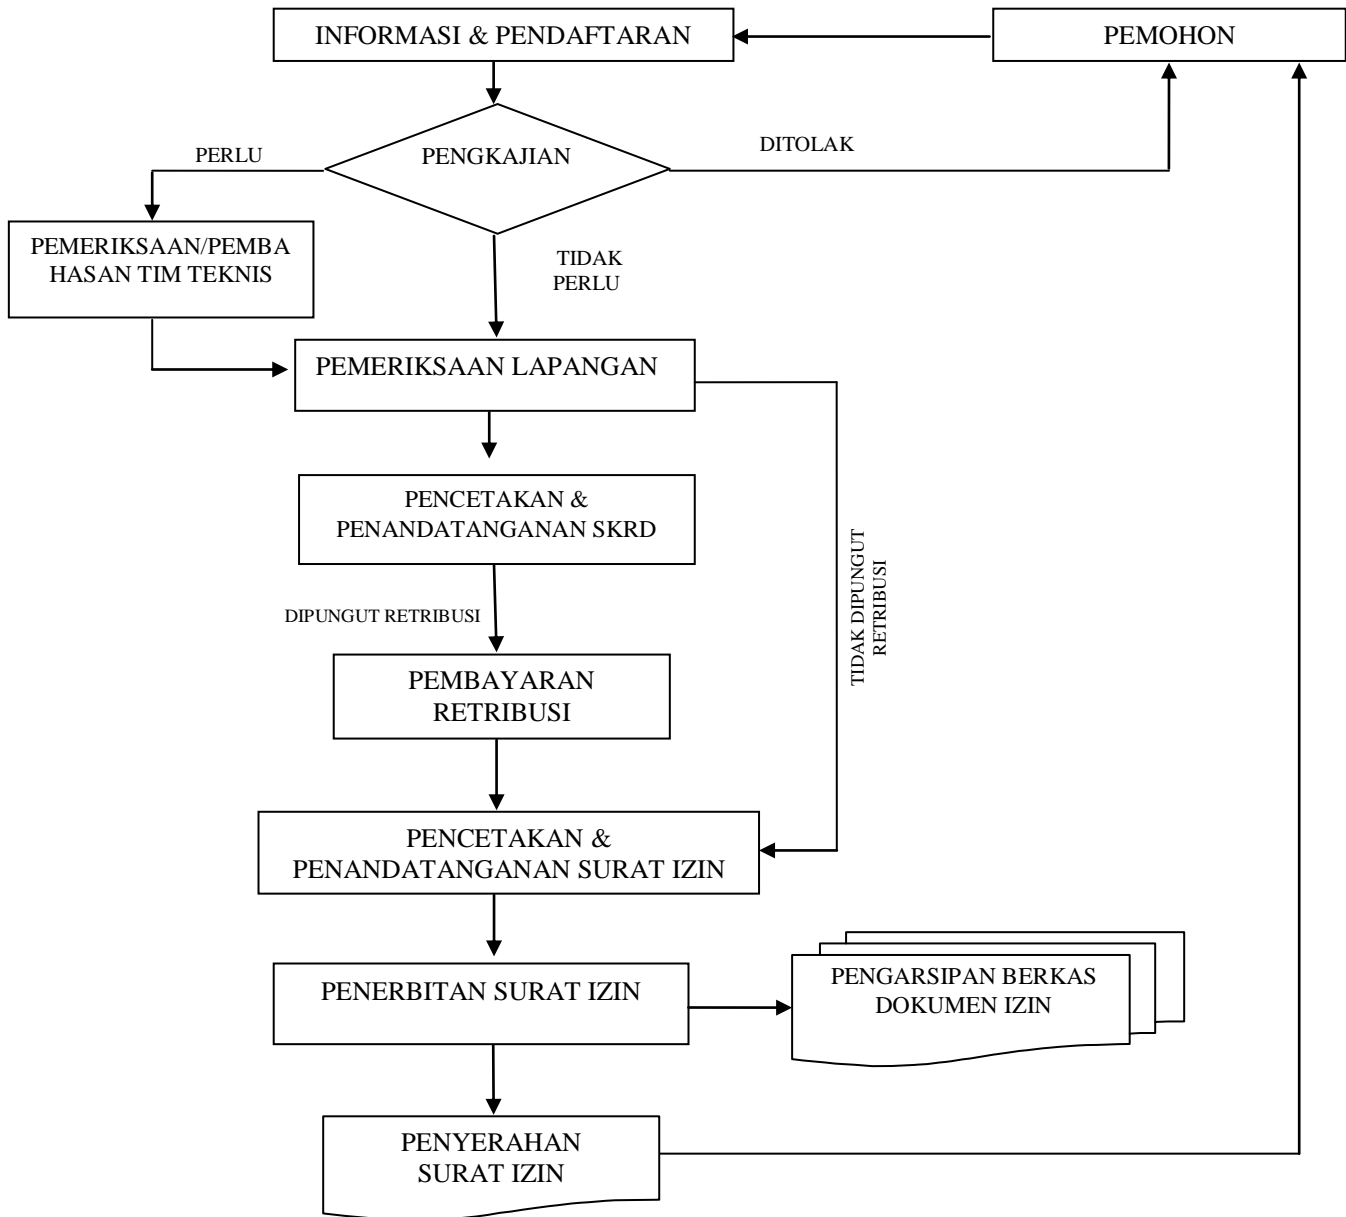 INFORMASI & PENDAFTARAN
PEMOHON
PENGKAJIAN
PERLU
DITOLAK
PEMERIKSAAN/PEMBA
HASAN TIM TEKNIS
TIDAK
PERLU
PEMERIKSAAN LAPANGAN
PENCETAKAN &
PENANDATANGANAN SKRD
DIPUNGUT RETRIBUSI
TIDAK DIPUNGUT
RETRIBUSI
PEMBAYARAN
RETRIBUSI
PENCETAKAN &
PENANDATANGANAN SURAT IZIN
PENERBITAN SURAT IZIN
PENGARSIPAN BERKAS
DOKUMEN IZIN
PENYERAHAN
SURAT IZIN